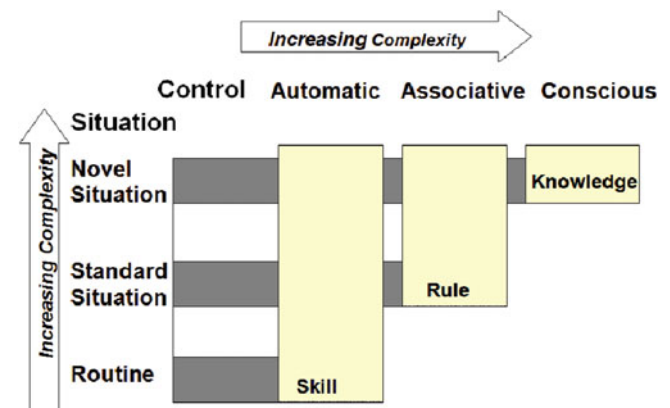 Increasing Complexity
Control Automatic Associative Conscious
Situation
Increasing Complexity
Novel
Situation
Knowledge
Standard
Situation
Rule
Routine
Skill